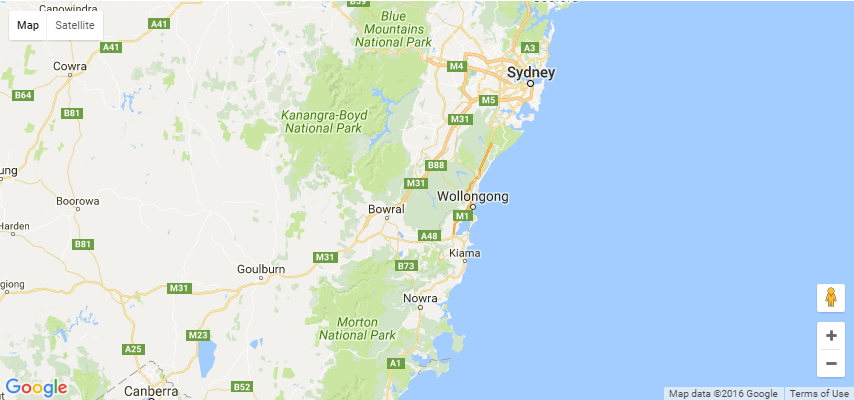 Canowindra
B59
A41
Blue
Mountains
National Park
Map
Satellite
A41
A3
Cowra
M4
Sydney
B64
M5
B81
Kanangra-Boyd
National Park
M31
B88
M31
Boorowa
Wollongong
Bowral
M1
Harden
A48
B81
Kiama
M31
B73
Goulburn
M31
Nowra
Morton
National Park
M23
A25
A1
Google
B52
Canberra
Map data ©2016 Google
Terms of Use